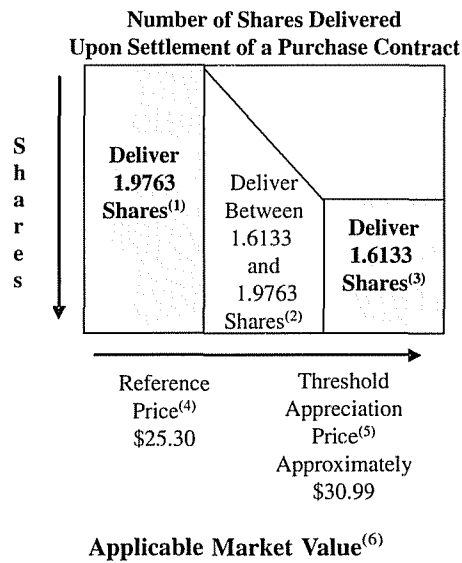 Number of Shares Delivered
Upon Settlement of a Purchase Contract
Shares
Deliver
1.9763
Shares(1)
Deliver
Between
1.6133
and
1.9763
Shares(2)
Deliver
1.6133
Shares(3)
Reference
Price(4)
$25.30
Threshold
Appreciation
Price(5)
Approximately
$30.99
Applicable Market Value(6)